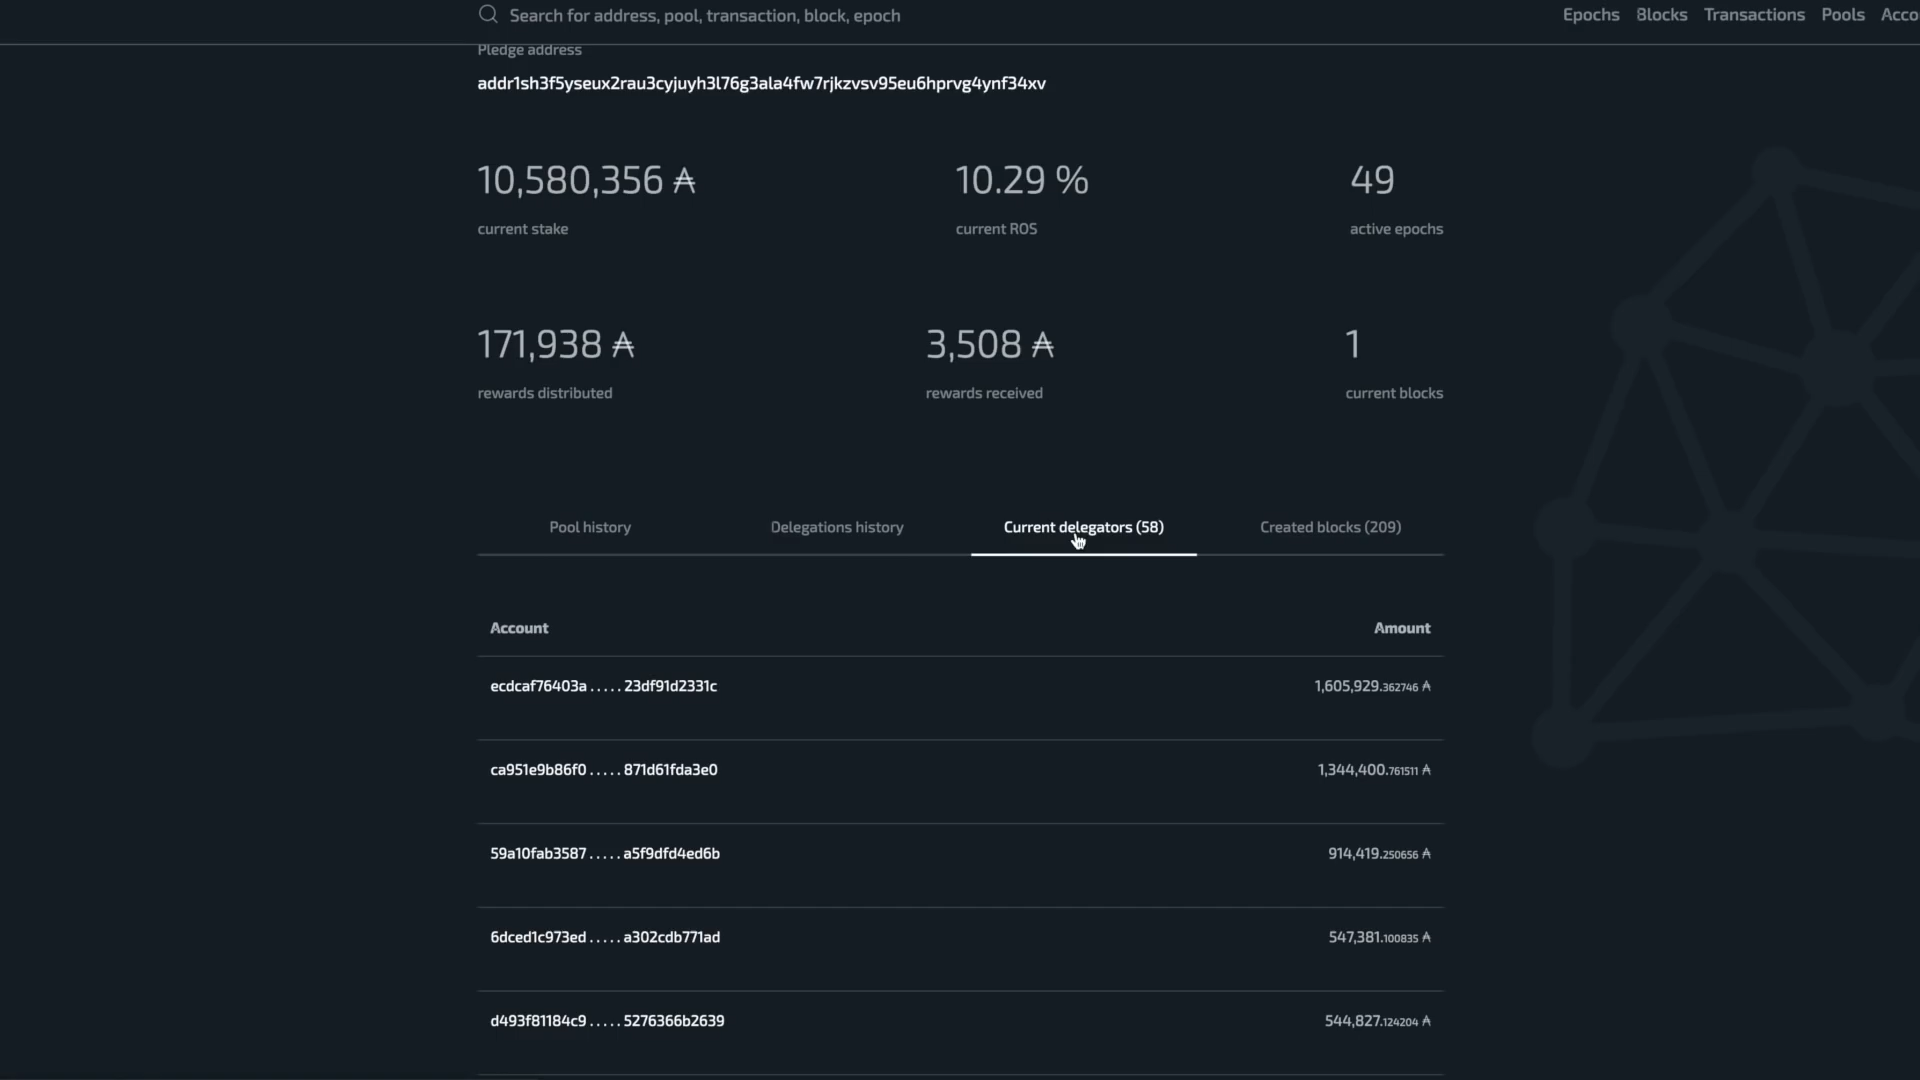 Search for address, pool, transaction, block, epoch
Epochs Blocks Transactions Pools Acco
Pledge address
addr1sh3f5yseux2rau3cyjuyh3l76g3ala4fw7rjkzvsv95eu6hprvg4ynf34xv
10,580,356 ₳ 10.29 % 49
current stake current ROS active epochs
171,938 ₳ 3,508 ₳ 1
rewards distributed rewards received current blocks
Pool history Delegations history Current delegators (58) Created blocks (209)
Account Amount
ecdcaf76403a ..... 23df91d2331c 1,605,929.362746 ₳
ca951e9b86f0 ..... 871d61fda3e0 1,344,400.761511 ₳
59a10fab3587 ..... a5f9dfd4ed6b 914,419.250656 ₳
6dced1c973ed ..... a302cdb771ad 547,381.100835 ₳
d493f81184c9 ..... 5276366b2639 544,827.124204 ₳